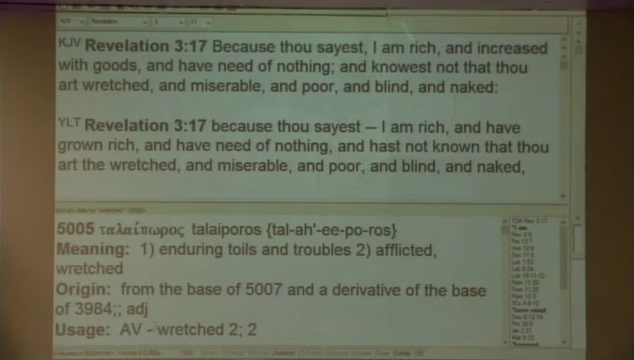 KJV Revelation 3:17 Because thou sayest, I am rich, and increased
with goods, and have need of nothing; and knowest not that thou
art wretched, and miserable, and poor, and blind, and naked:
YLT Revelation 3:17 because thou sayest — I am rich, and have
grown rich, and have need of nothing, and hast not known that thou
art the wretched, and miserable, and poor, and blind, and naked,
5005 ταλαίπωρος talaiporos {tal-ah'-ee-po-ros}
Meaning: 1) enduring toils and troubles 2) afflicted,
wretched
Origin: from the base of 5007 and a derivative of the base
of 3984;; adj
Usage: AV - wretched 2; 2